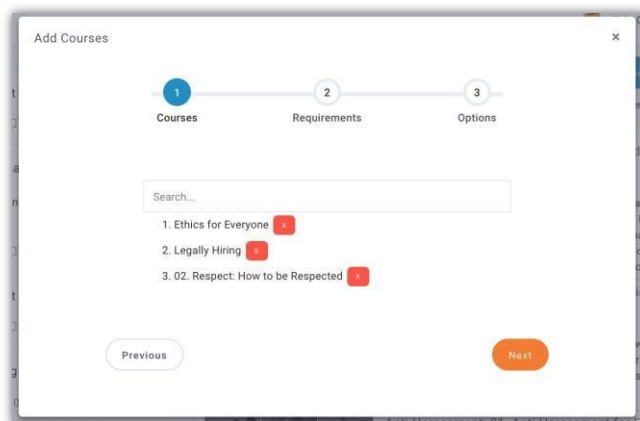 Add Courses
×
1
2
3
Courses
Requirements
Options
Search...
1. Ethics for Everyone x
2. Legally Hiring x
3. 02. Respect: How to be Respected x
Previous
Next